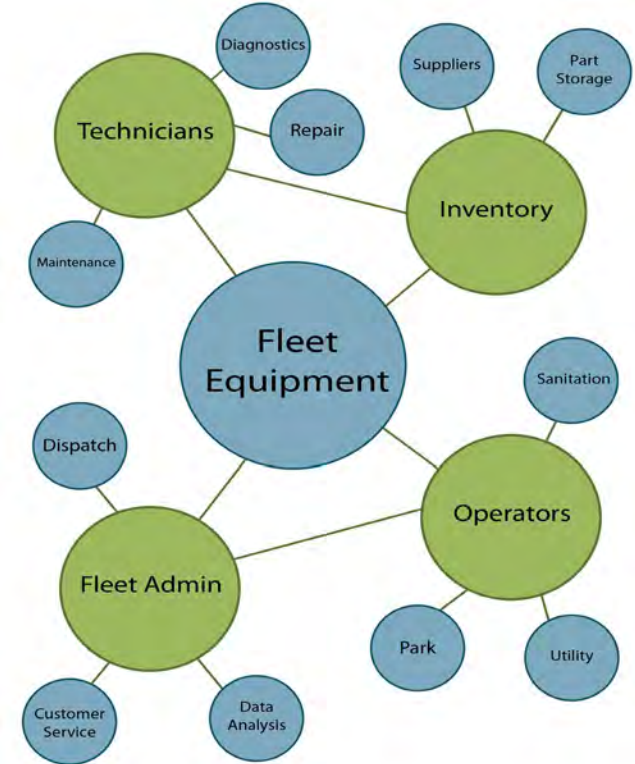 Diagnostics
Suppliers
Part
Storage
Technicians
Repair
Inventory
Maintenance
Fleet
Equipment
Sanitation
Dispatch
Operators
Fleet Admin
Park
Utility
Customer
Service
Data
Analysis